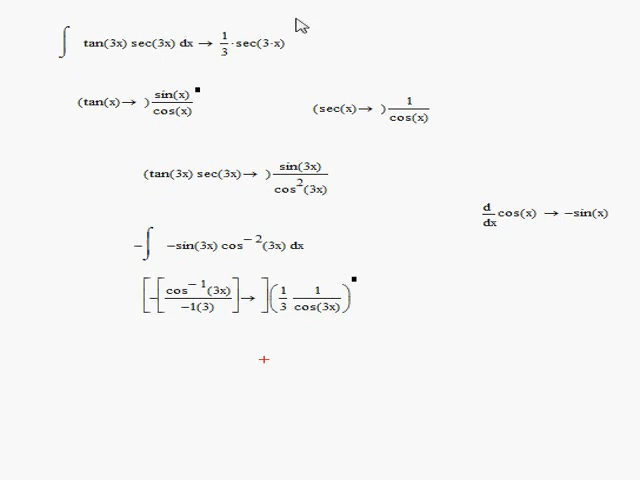 ∫ tan(3x) sec(3x) dx → 1/3 · sec(3·x)
(tan(x)→ ) sin(x)/cos(x) (sec(x)→ ) 1/cos(x)
(tan(3x) sec(3x)→ ) sin(3x)/cos²(3x)
d/dx cos(x) → −sin(x)
−∫ −sin(3x) cos⁻²(3x) dx
[−[cos⁻¹(3x)/−1(3)]→ ](1/3 1/cos(3x))